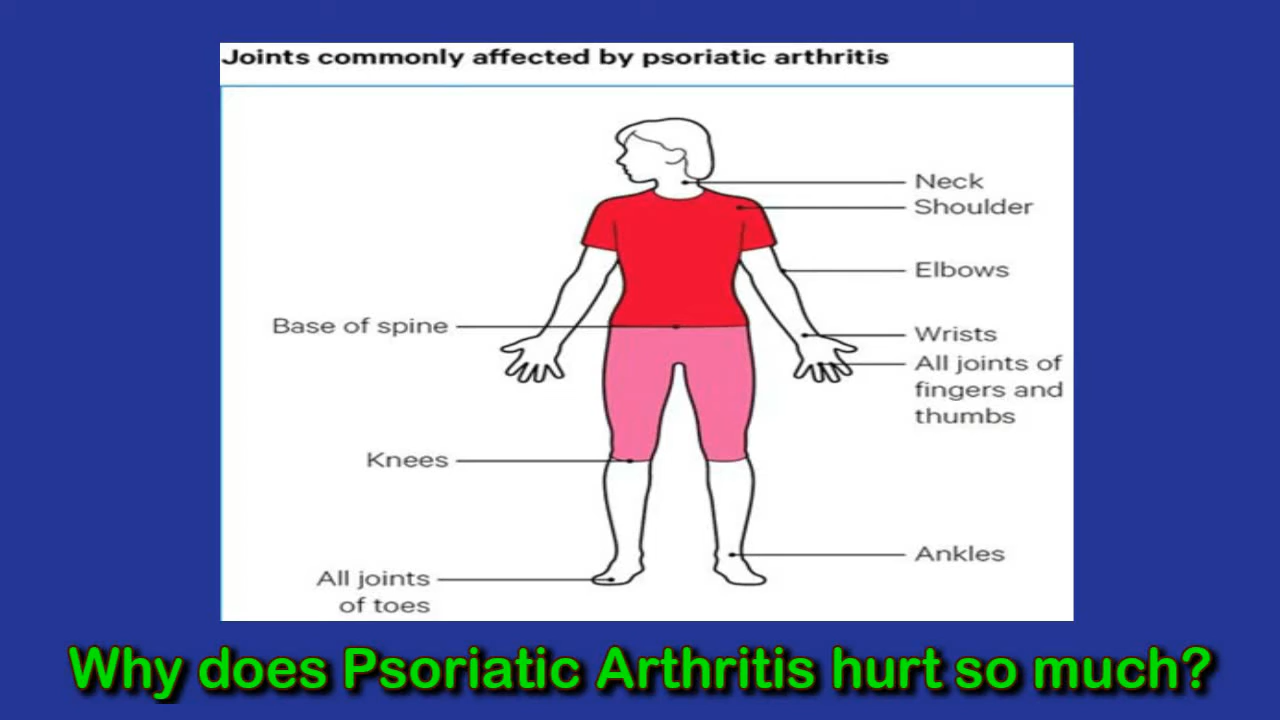 Joints commonly affected by psoriatic arthritis
Neck
Shoulder
Elbows
Base of spine
Wrists
All joints of
fingers and
thumbs
Knees
Ankles
All joints
of toes
Why does Psoriatic Arthritis hurt so much?